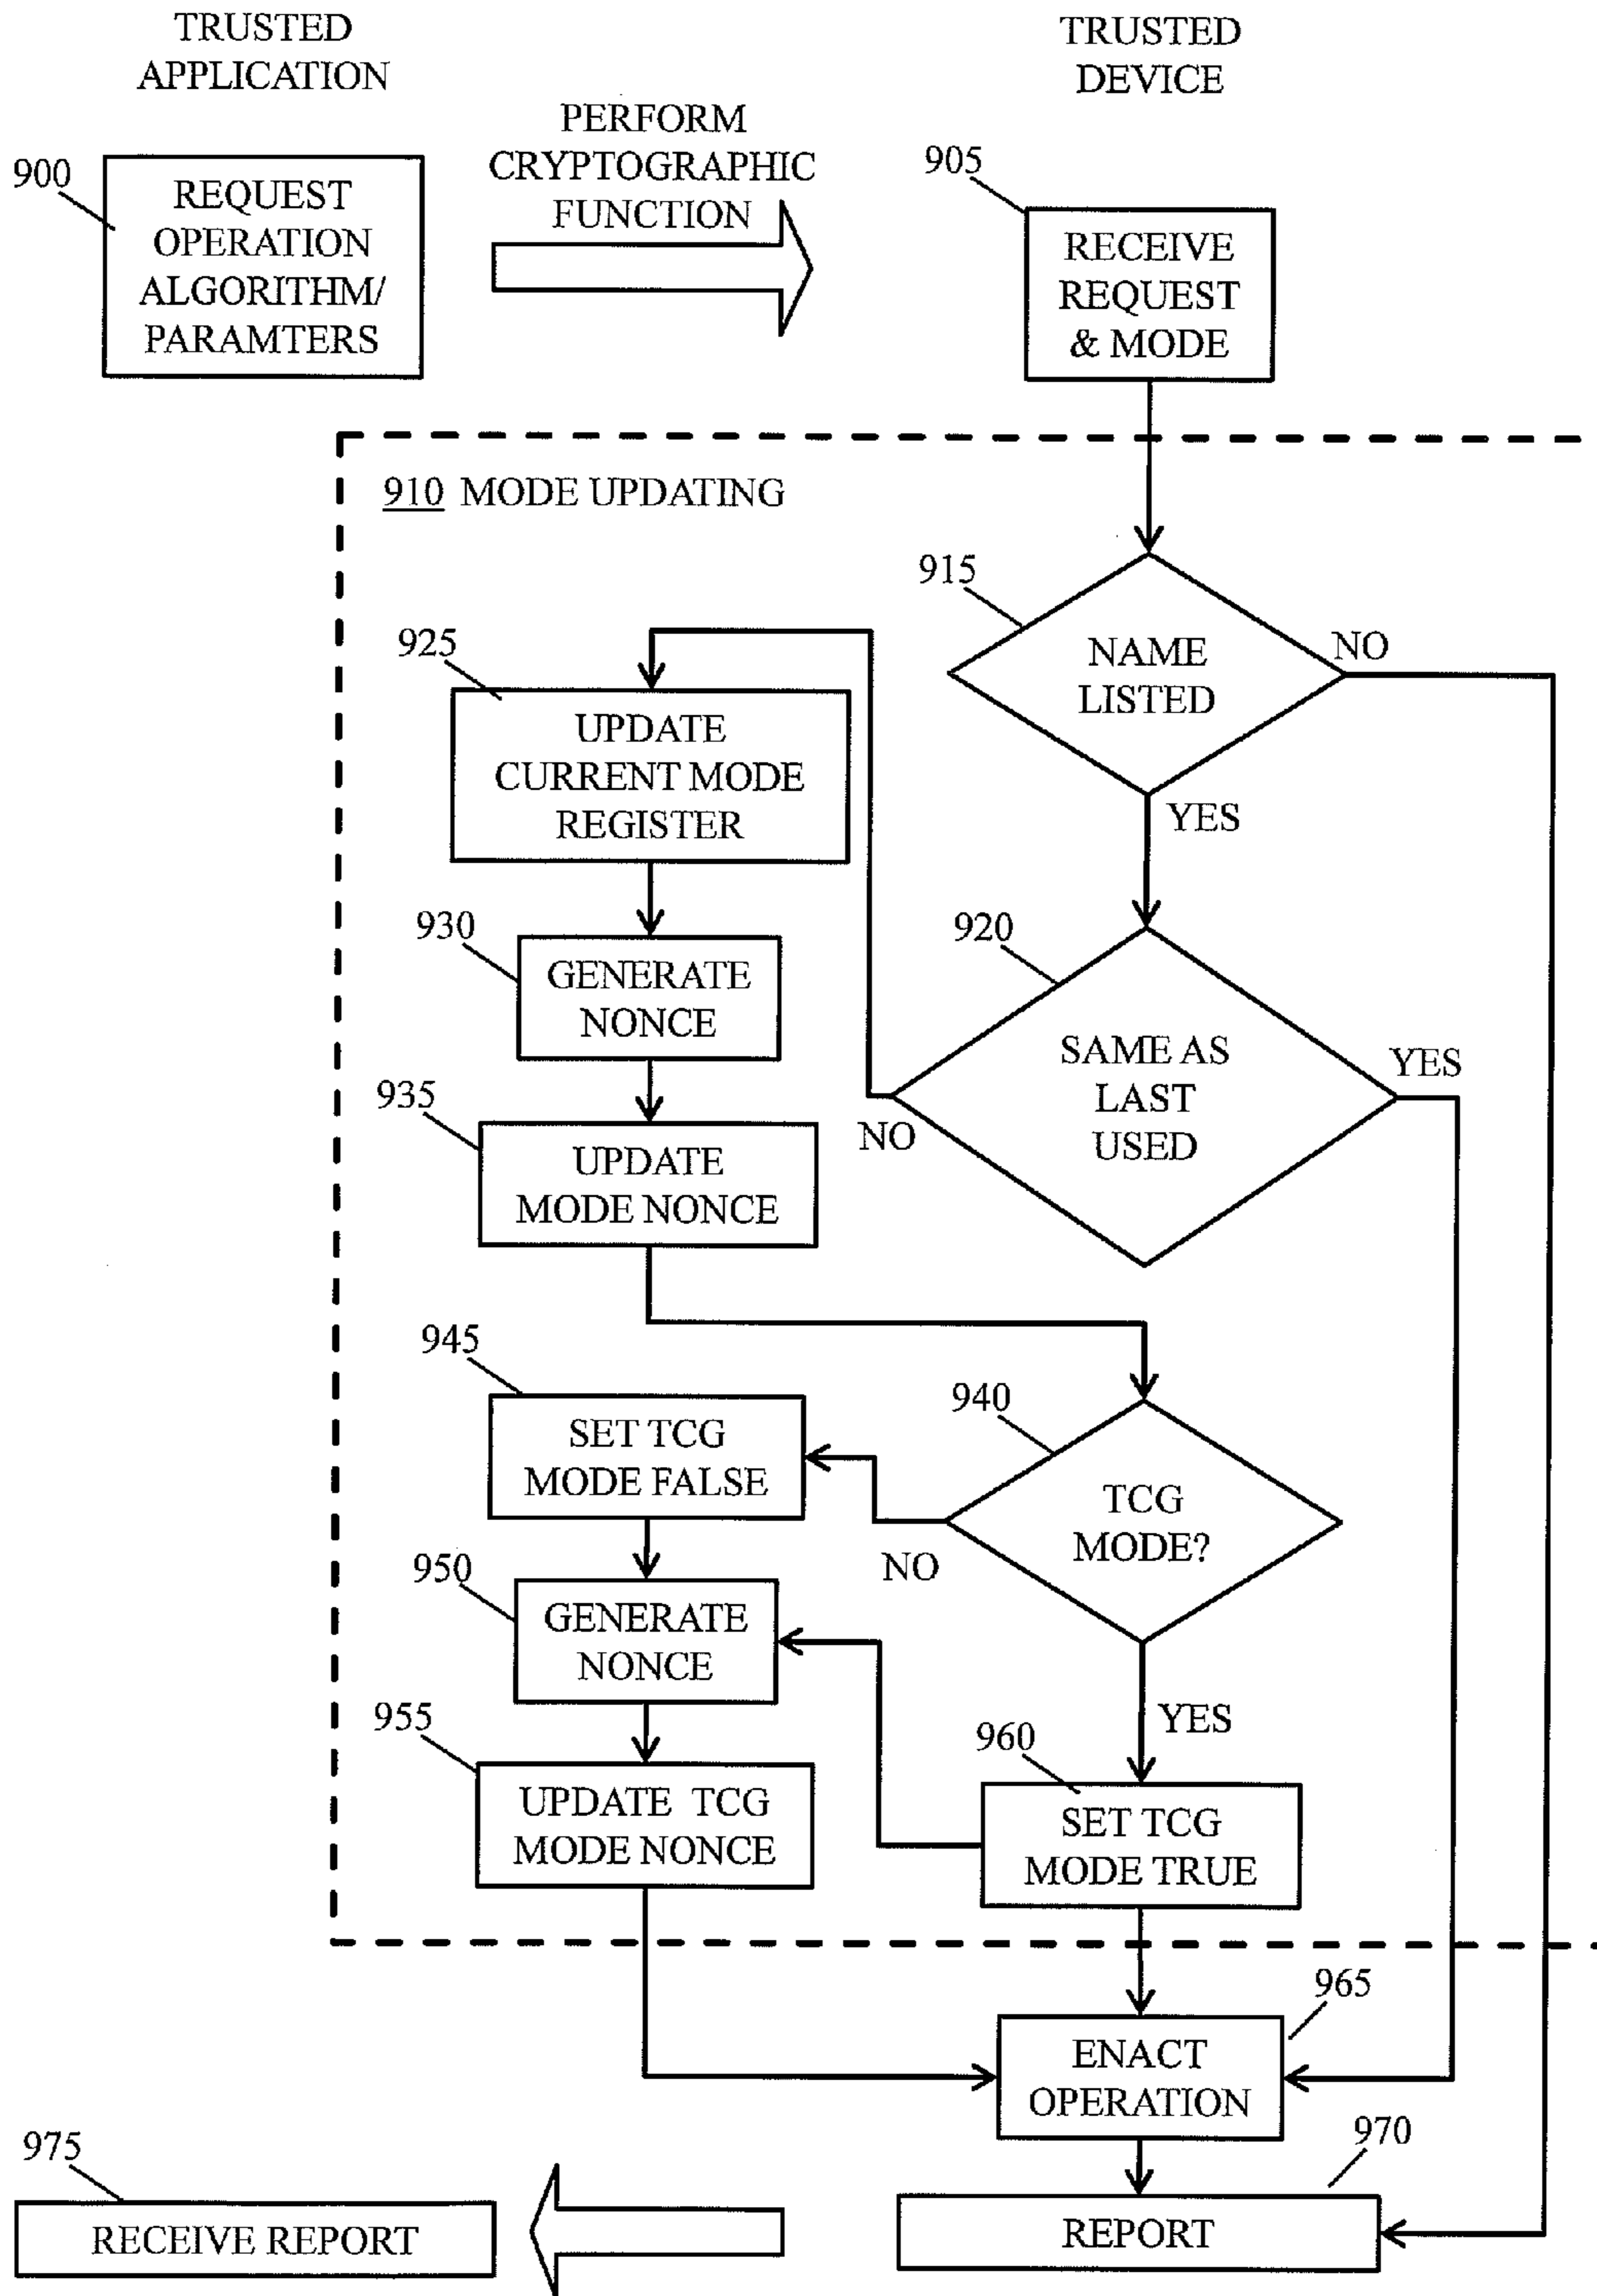 TRUSTED
APPLICATION
TRUSTED
DEVICE
PERFORM
CRYPTOGRAPHIC
FUNCTION
900
REQUEST
OPERATION
ALGORITHM/
PARAMTERS
905
RECEIVE
REQUEST
& MODE
910 MODE UPDATING
915
NAME
LISTED
NO
YES
920
SAME AS
LAST
USED
YES
NO
925
UPDATE
CURRENT MODE
REGISTER
930
GENERATE
NONCE
935
UPDATE
MODE NONCE
940
TCG
MODE?
NO
YES
945
SET TCG
MODE FALSE
950
GENERATE
NONCE
955
UPDATE TCG
MODE NONCE
960
SET TCG
MODE TRUE
965
ENACT
OPERATION
970
REPORT
975
RECEIVE REPORT